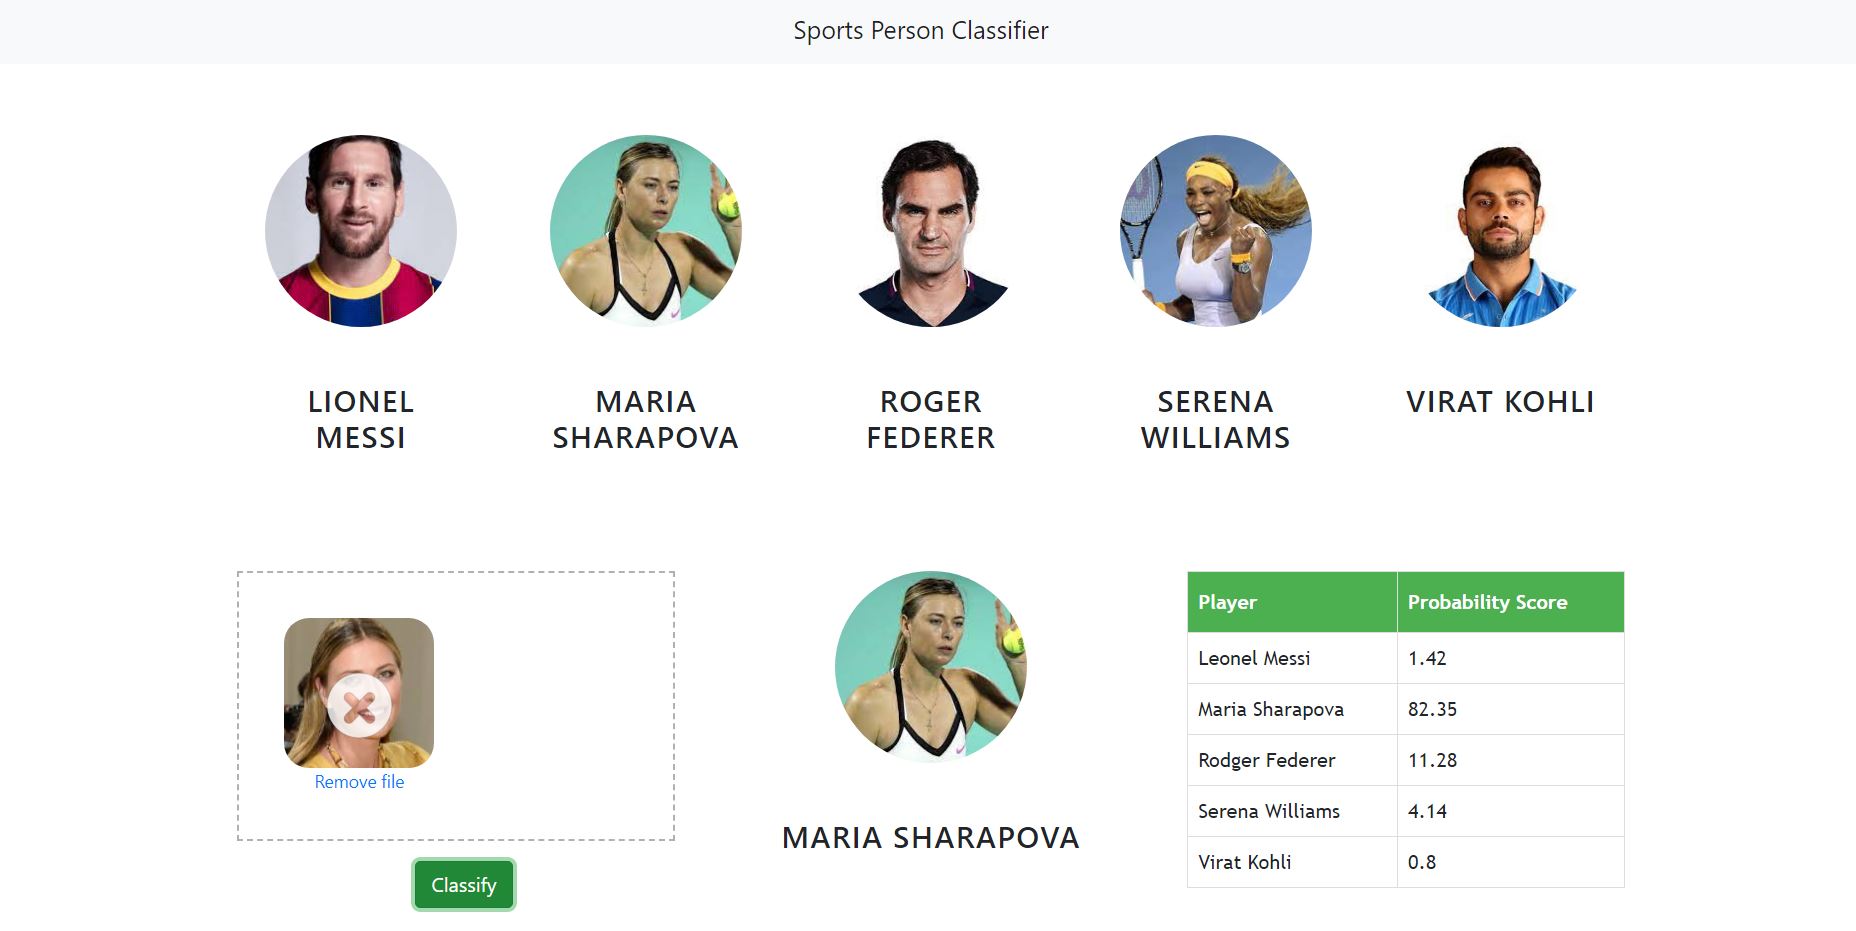 Sports Person Classifier
LIONEL
MESSI
MARIA
SHARAPOVA
ROGER
FEDERER
SERENA
WILLIAMS
VIRAT KOHLI
Remove file
Classify
MARIA SHARAPOVA
Player Probability Score
Leonel Messi 1.42
Maria Sharapova 82.35
Rodger Federer 11.28
Serena Williams 4.14
Virat Kohli 0.8